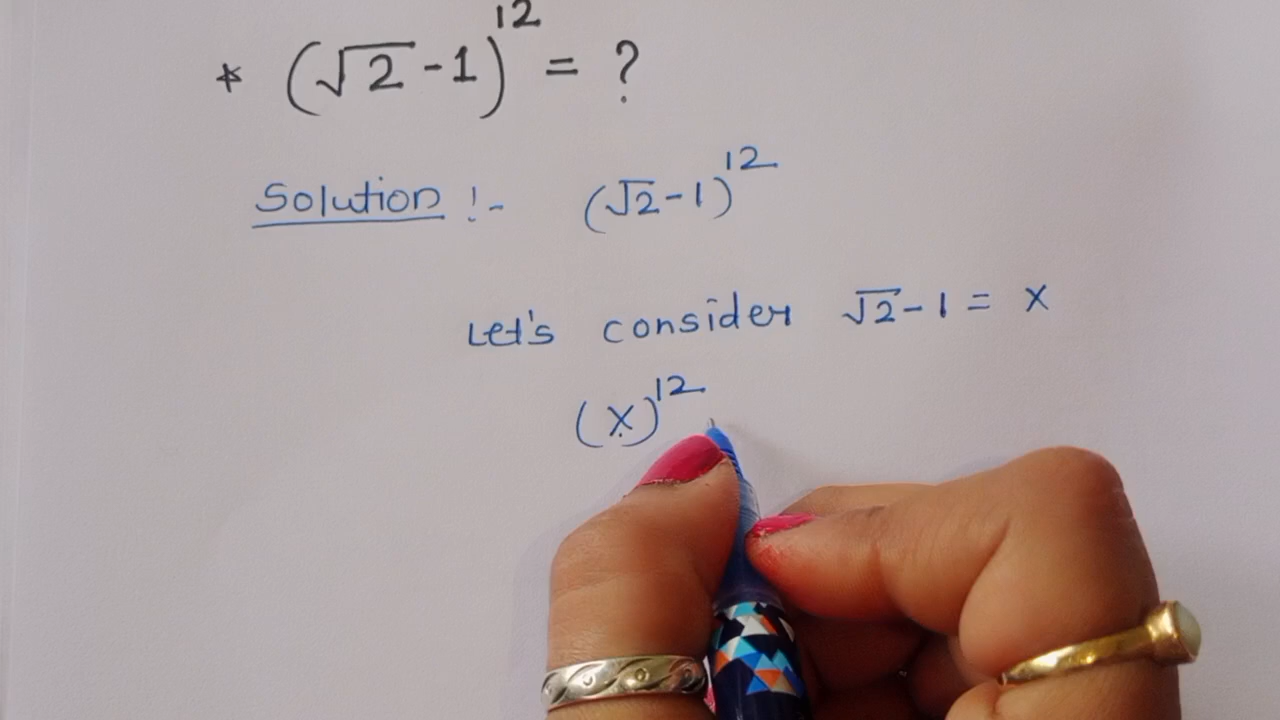 * (√2-1)^12 = ?
Solution !- (√2-1)^12
Let's consider √2-1 = x
(x)^12